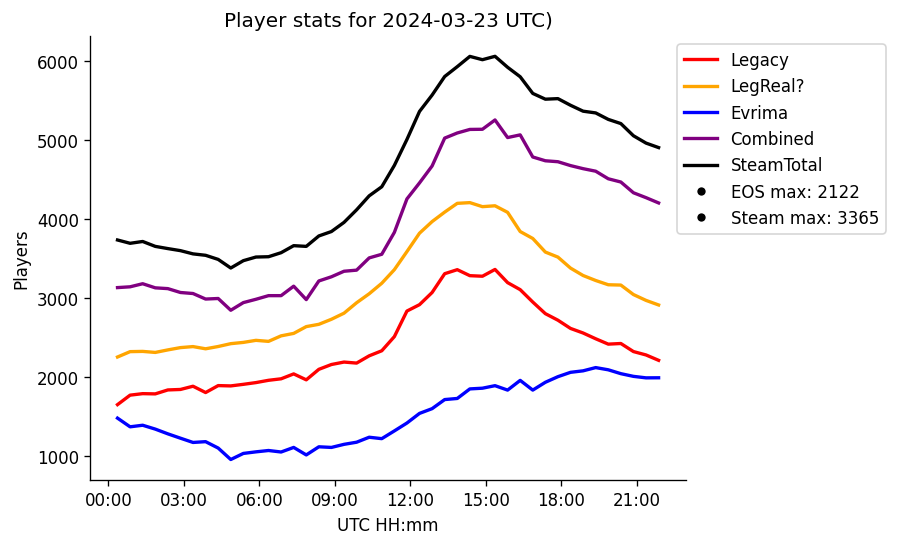 Player stats for 2024-03-23 UTC)
Players
6000
5000
4000
3000
2000
1000
00:00 03:00 06:00 09:00 12:00 15:00 18:00 21:00
UTC HH:mm
Legacy
LegReal?
Evrima
Combined
SteamTotal
EOS max: 2122
Steam max: 3365